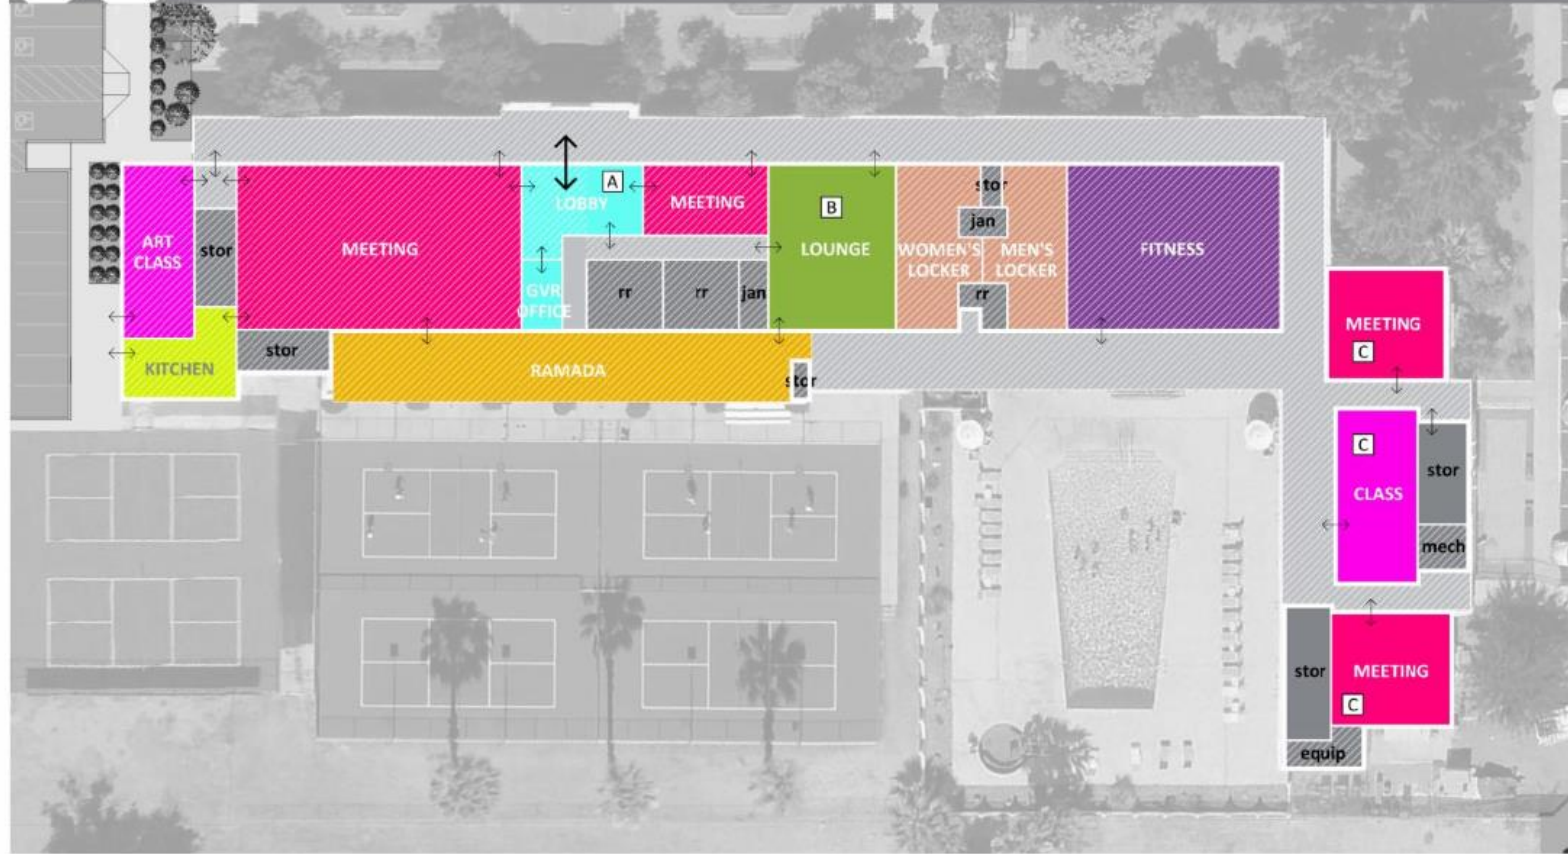 A
LOBBY
MEETING
stor
B
jan
ART
CLASS
stor
MEETING
LOUNGE
WOMEN'S
LOCKER
MEN'S
LOCKER
FITNESS
GVR
OFFICE
rr
rr
jan
rr
MEETING
C
KITCHEN
stor
RAMADA
stor
C
CLASS
stor
mech
stor
MEETING
C
equip